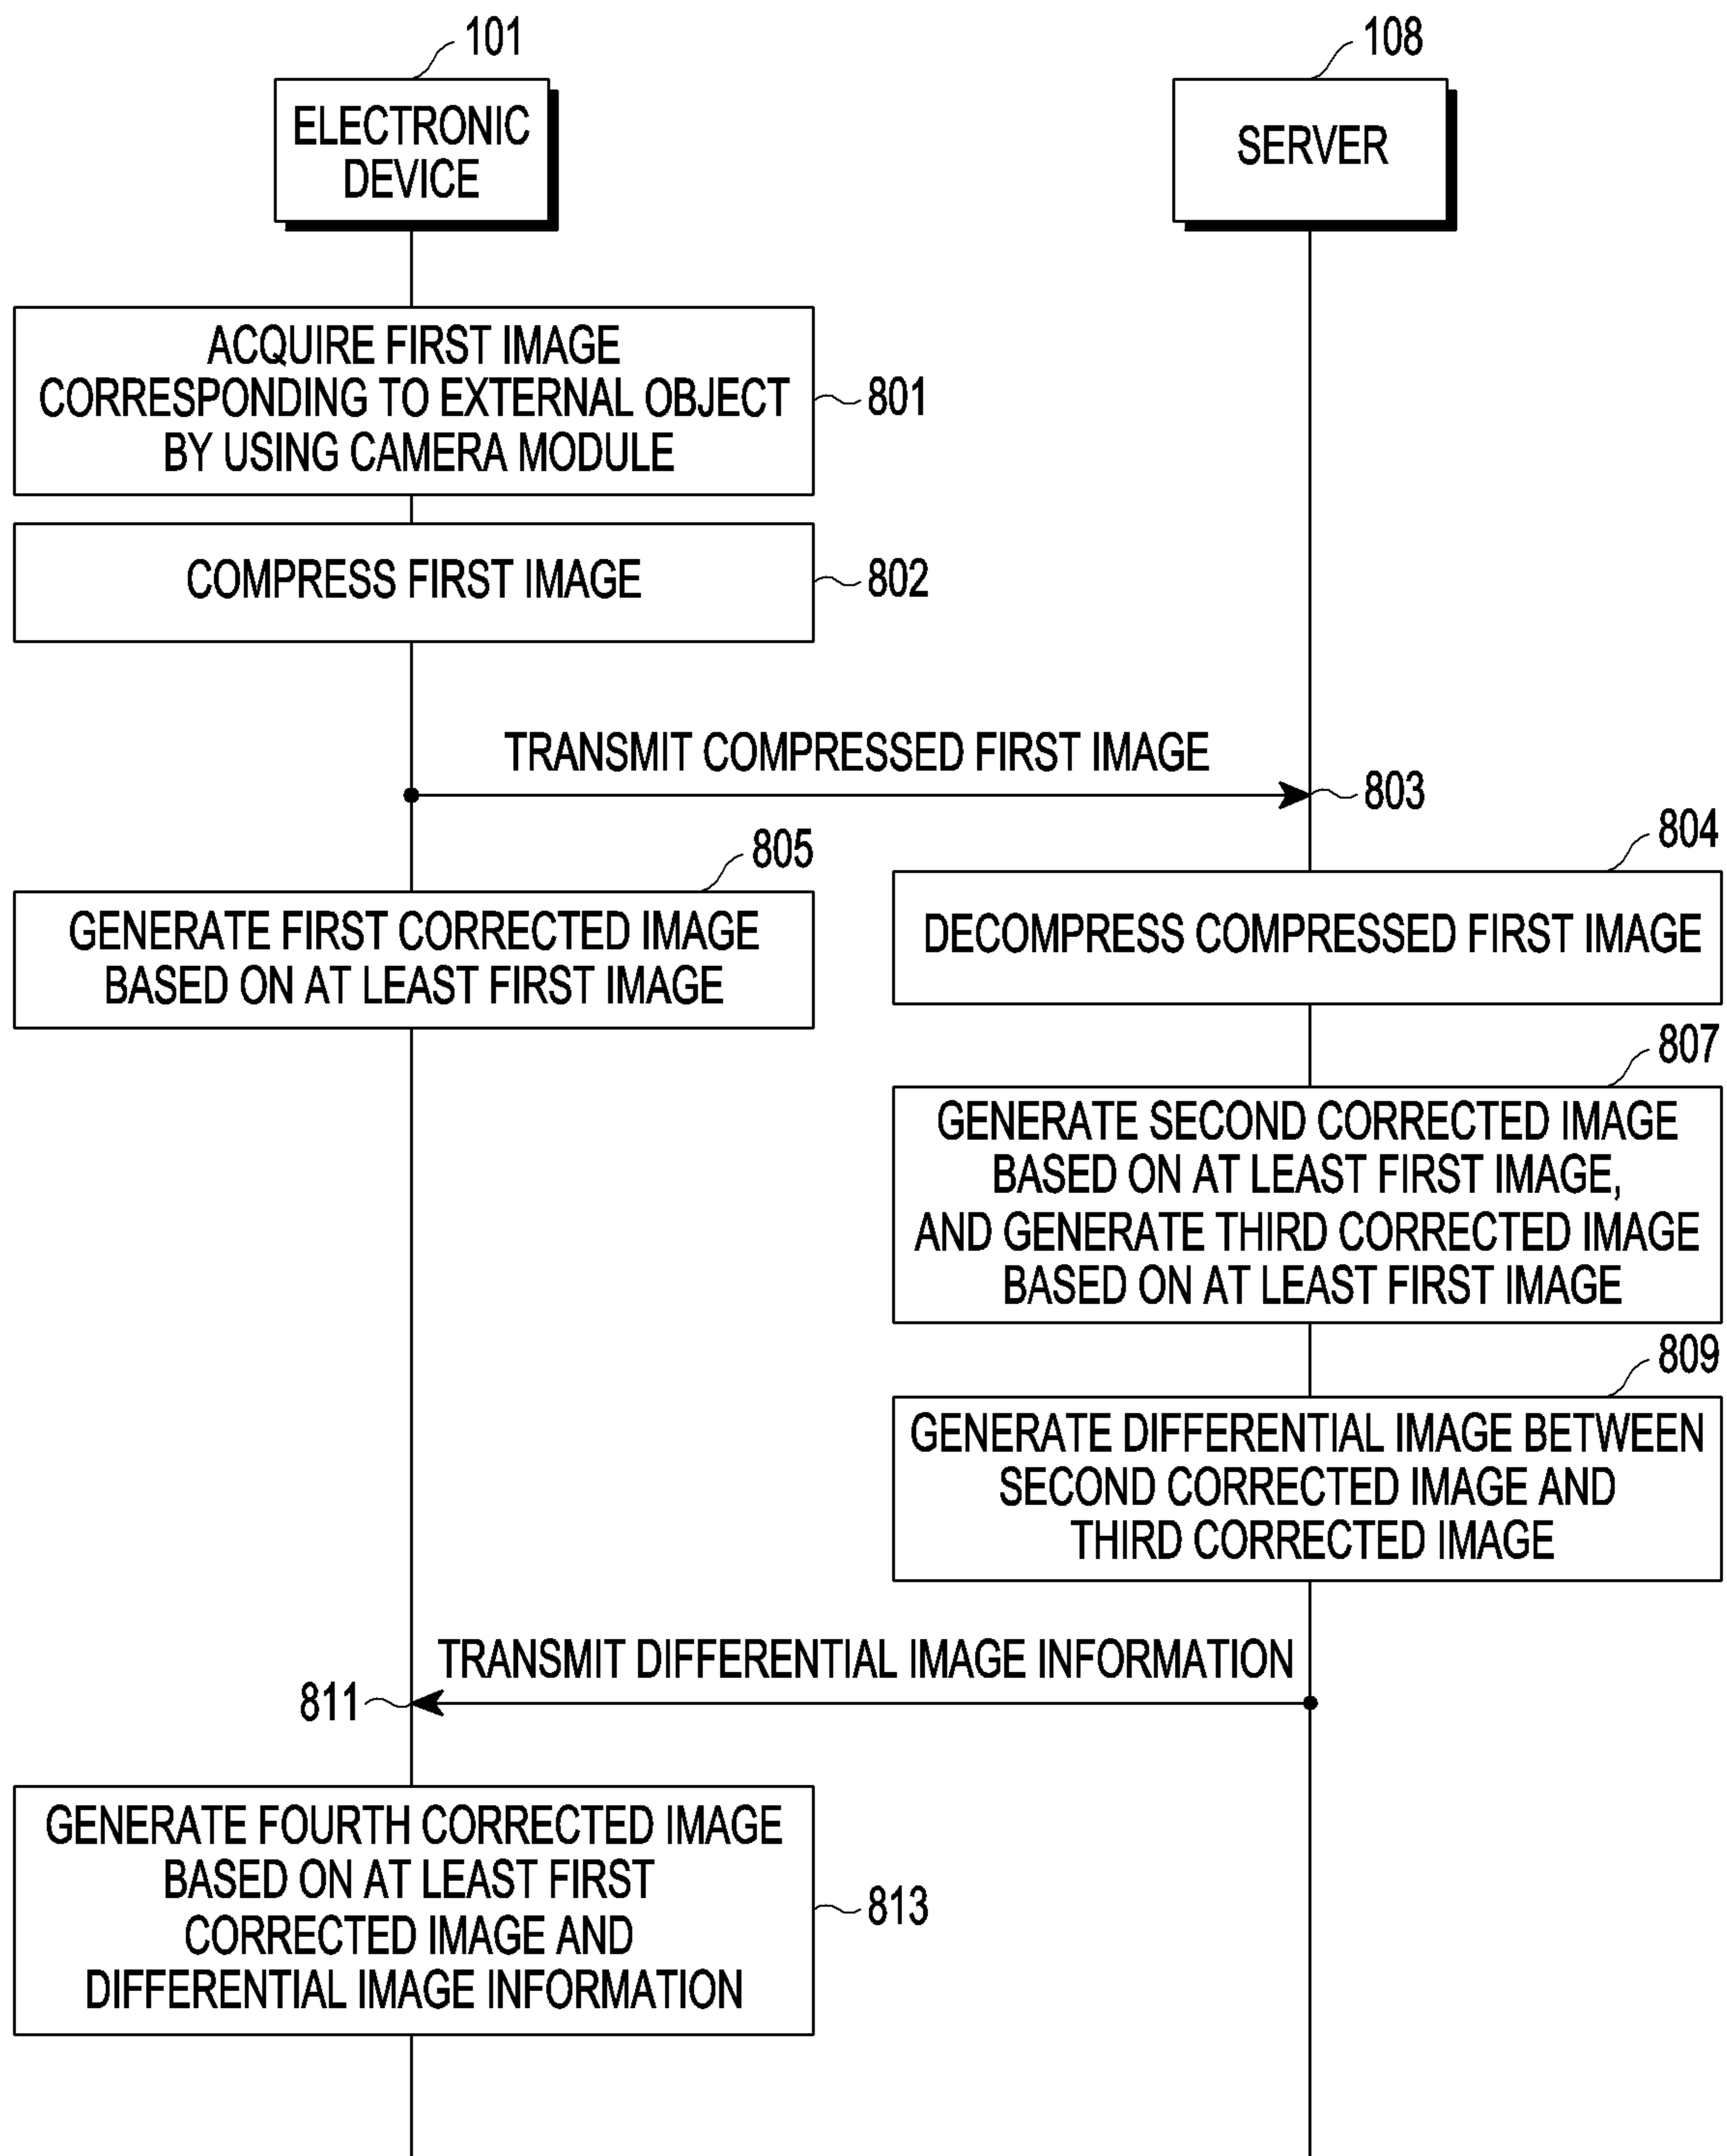 101
ELECTRONIC
DEVICE
108
SERVER
ACQUIRE FIRST IMAGE
CORRESPONDING TO EXTERNAL OBJECT
BY USING CAMERA MODULE
801
COMPRESS FIRST IMAGE
802
TRANSMIT COMPRESSED FIRST IMAGE
803
805
GENERATE FIRST CORRECTED IMAGE
BASED ON AT LEAST FIRST IMAGE
804
DECOMPRESS COMPRESSED FIRST IMAGE
807
GENERATE SECOND CORRECTED IMAGE
BASED ON AT LEAST FIRST IMAGE,
AND GENERATE THIRD CORRECTED IMAGE
BASED ON AT LEAST FIRST IMAGE
809
GENERATE DIFFERENTIAL IMAGE BETWEEN
SECOND CORRECTED IMAGE AND
THIRD CORRECTED IMAGE
TRANSMIT DIFFERENTIAL IMAGE INFORMATION
811
GENERATE FOURTH CORRECTED IMAGE
BASED ON AT LEAST FIRST
CORRECTED IMAGE AND
DIFFERENTIAL IMAGE INFORMATION
813